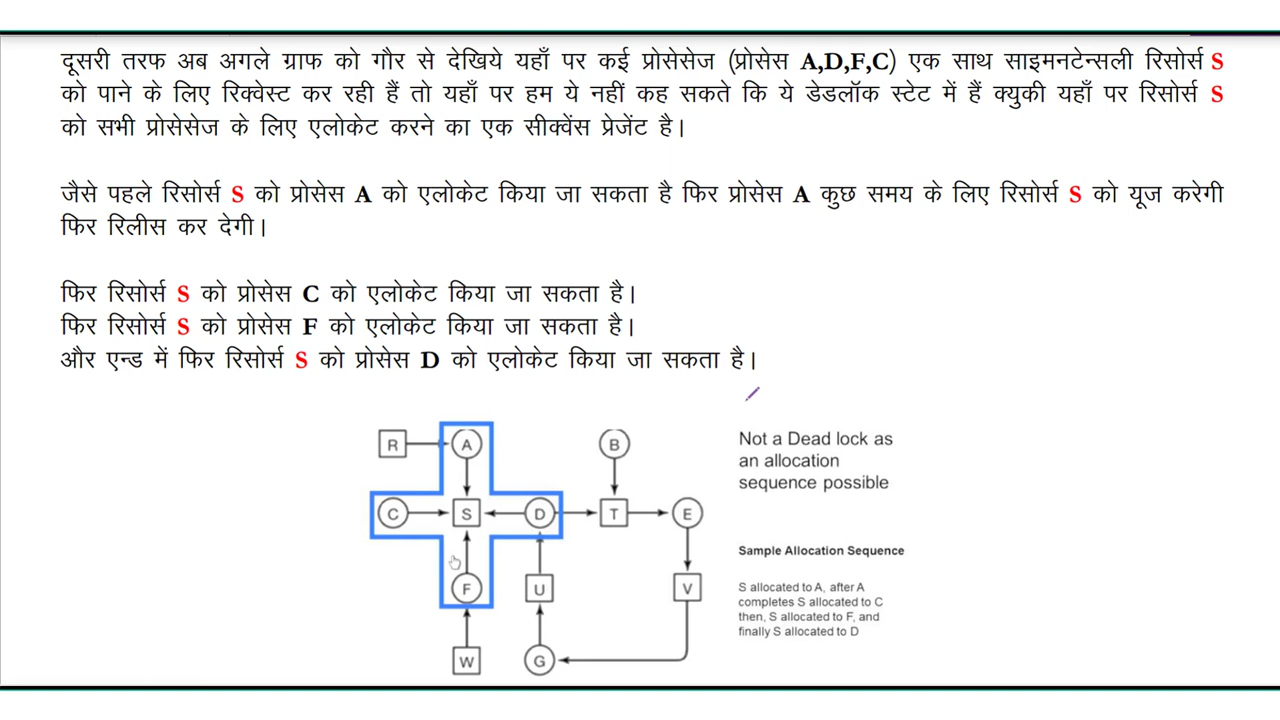 दूसरी तरफ अब अगले ग्राफ को गौर से देखिये यहाँ पर कई प्रोसेसेज (प्रोसेस A,D,F,C) एक साथ साइमनटेन्सली रिसोर्स S
को पाने के लिए रिक्वेस्ट कर रही हैं तो यहाँ पर हम ये नहीं कह सकते कि ये डेडलॉक स्टेट में हैं क्युकी यहाँ पर रिसोर्स S
को सभी प्रोसेसेज के लिए एलोकेट करने का एक सीक्वेंस प्रेजेंट है।
जैसे पहले रिसोर्स S को प्रोसेस A को एलोकेट किया जा सकता है फिर प्रोसेस A कुछ समय के लिए रिसोर्स S को यूज करेगी
फिर रिलीस कर देगी।
फिर रिसोर्स S को प्रोसेस C को एलोकेट किया जा सकता है।
फिर रिसोर्स S को प्रोसेस F को एलोकेट किया जा सकता है।
और एन्ड में फिर रिसोर्स S को प्रोसेस D को एलोकेट किया जा सकता है।
R A B
C S D T E
F U V
W G
Not a Dead lock as
an allocation
sequence possible
Sample Allocation Sequence
S allocated to A, after A
completes S allocated to C
then, S allocated to F, and
finally S allocated to D